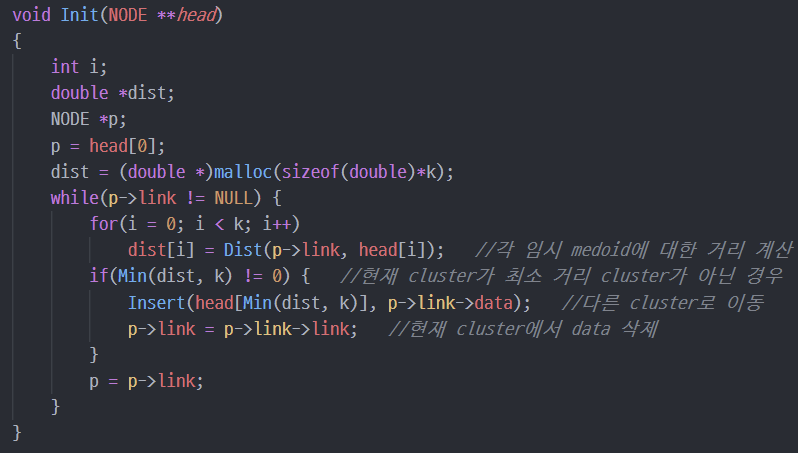 void Init(NODE **head)
{
    int i;
    double *dist;
    NODE *p;
    p = head[0];
    dist = (double *)malloc(sizeof(double)*k);
    while(p->link != NULL) {
        for(i = 0; i < k; i++)
            dist[i] = Dist(p->link, head[i]);   //각 임시 medoid에 대한 거리 계산
        if(Min(dist, k) != 0) {   //현재 cluster가 최소 거리 cluster가 아닌 경우
            Insert(head[Min(dist, k)], p->link->data);   //다른 cluster로 이동
            p->link = p->link->link;   //현재 cluster에서 data 삭제
        }
        p = p->link;
    }
}